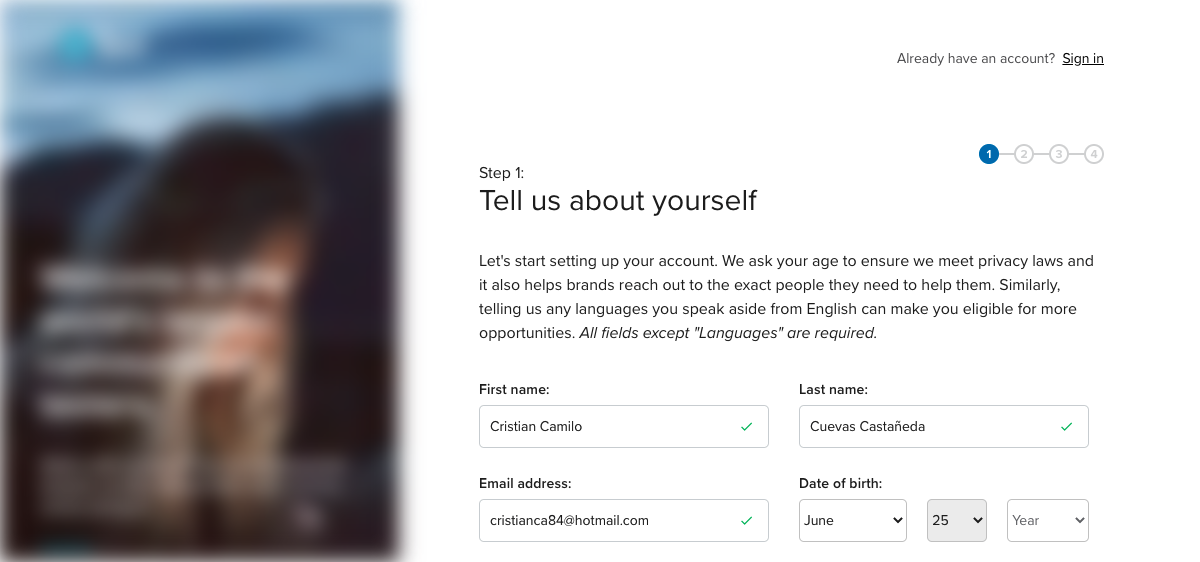 Already have an account? Sign in
1 2 3 4
Step 1:
Tell us about yourself
Let's start setting up your account. We ask your age to ensure we meet privacy laws and
it also helps brands reach out to the exact people they need to help them. Similarly,
telling us any languages you speak aside from English can make you eligible for more
opportunities. All fields except "Languages" are required.
First name:
Last name:
Cristian Camilo
Cuevas Castañeda
Email address:
Date of birth:
cristianca84@hotmail.com
June
25
Year